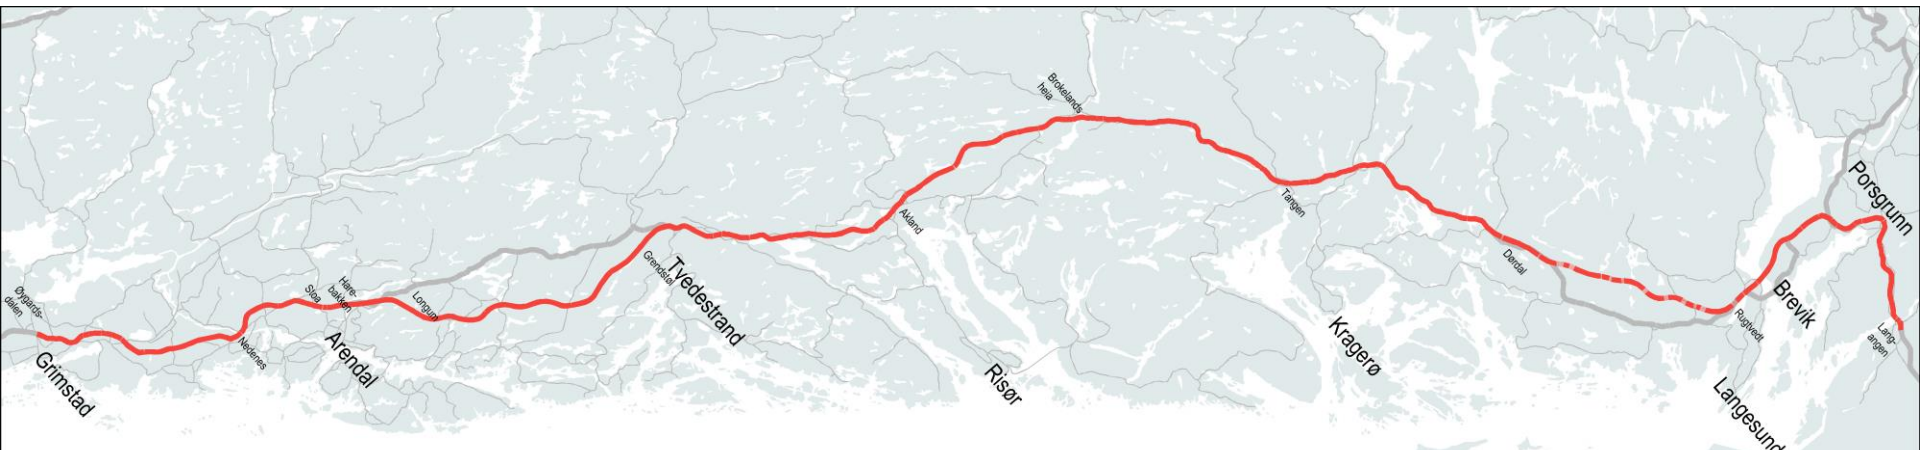 Øygards-
dalen
Grimstad
Nedenes
Stoa
Hare-
bakken
Arendal
Longum
Grendstøl
Tvedestrand
Akland
Risør
Brokelands
heia
Tangen
Kragerø
Dørdal
Rugtvedt
Brevik
Langesund
Porsgrunn
Lang-
angen